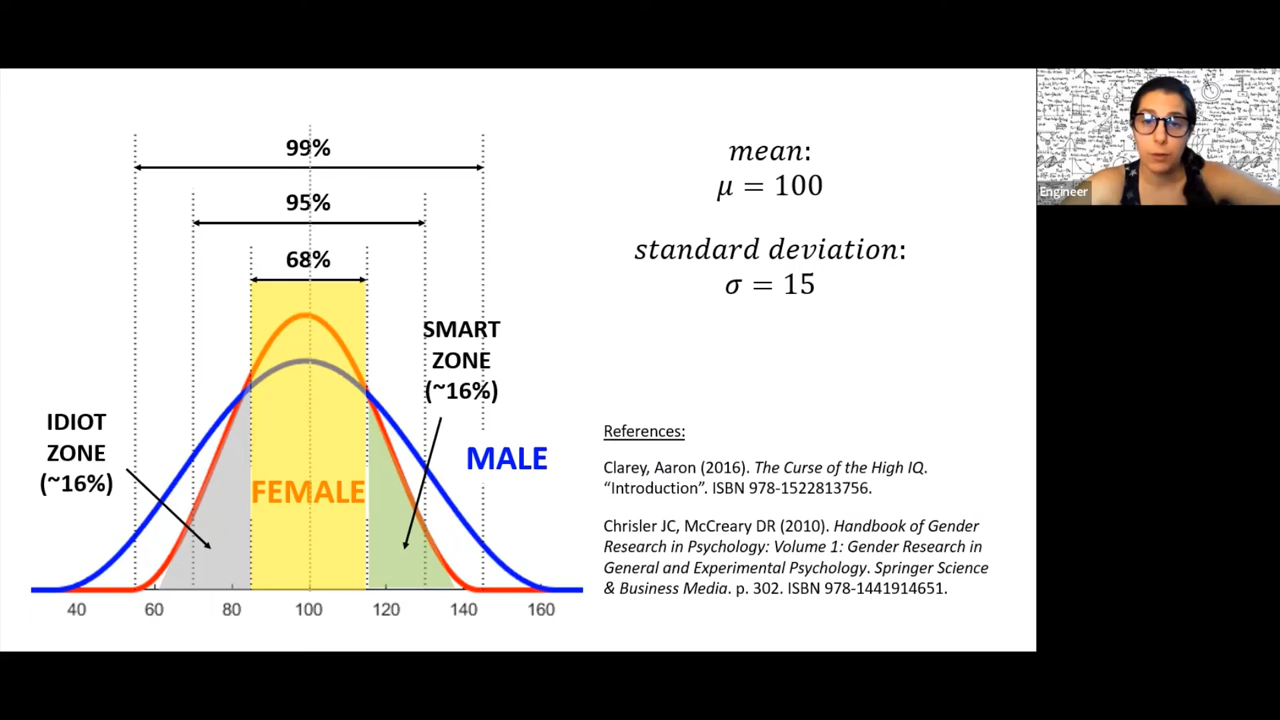 99%
95%
68%
SMART
ZONE
(~16%)
IDIOT
ZONE
(~16%)
MALE
FEMALE
40 60 80 100 120 140 160
mean:
μ = 100
standard deviation:
σ = 15
References:
Clarey, Aaron (2016). The Curse of the High IQ.
“Introduction”. ISBN 978-1522813756.
Chrisler JC, McCreary DR (2010). Handbook of Gender
Research in Psychology: Volume 1: Gender Research in
General and Experimental Psychology. Springer Science
& Business Media. p. 302. ISBN 978-1441914651.
Engineer